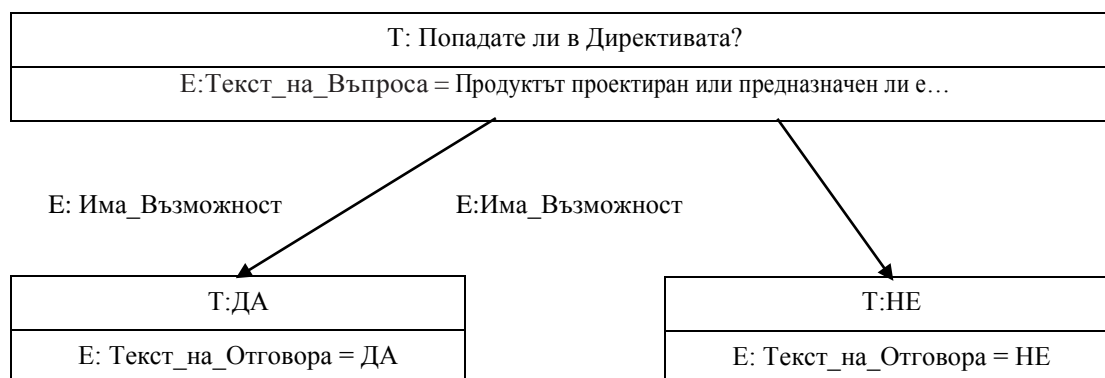 Т: Попадате ли в Директивата?
Е:Текст_на_Въпроса = Продуктът проектиран или предназначен ли е…
Е: Има_Възможност
Е:Има_Възможност
Т:ДА
Е: Текст_на_Отговора = ДА
Т:НЕ
Е: Текст_на_Отговора = НЕ